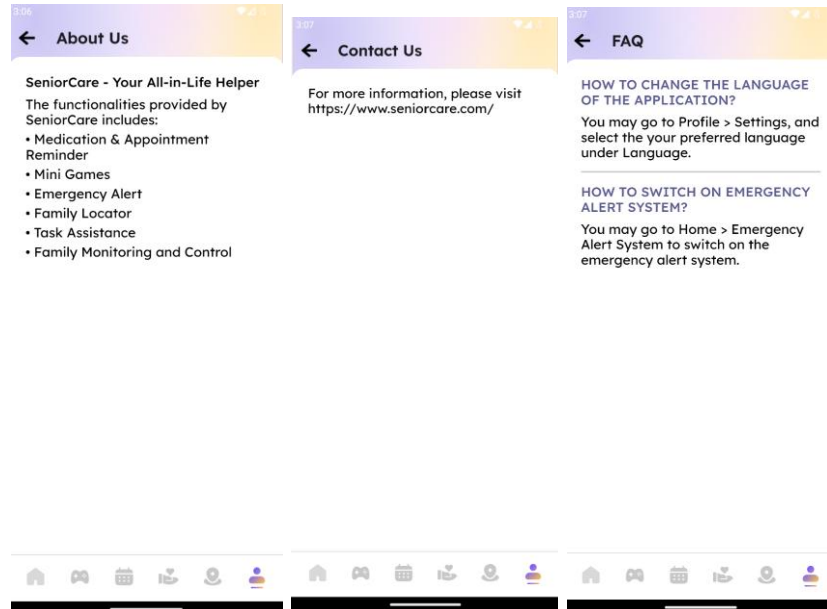 3:06
About Us
SeniorCare - Your All-in-Life Helper
The functionalities provided by
SeniorCare includes:
• Medication & Appointment
Reminder
• Mini Games
• Emergency Alert
• Family Locator
• Task Assistance
• Family Monitoring and Control
3:07
Contact Us
For more information, please visit
https://www.seniorcare.com/
3:07
FAQ
HOW TO CHANGE THE LANGUAGE
OF THE APPLICATION?
You may go to Profile > Settings, and
select the your preferred language
under Language.
HOW TO SWITCH ON EMERGENCY
ALERT SYSTEM?
You may go to Home > Emergency
Alert System to switch on the
emergency alert system.